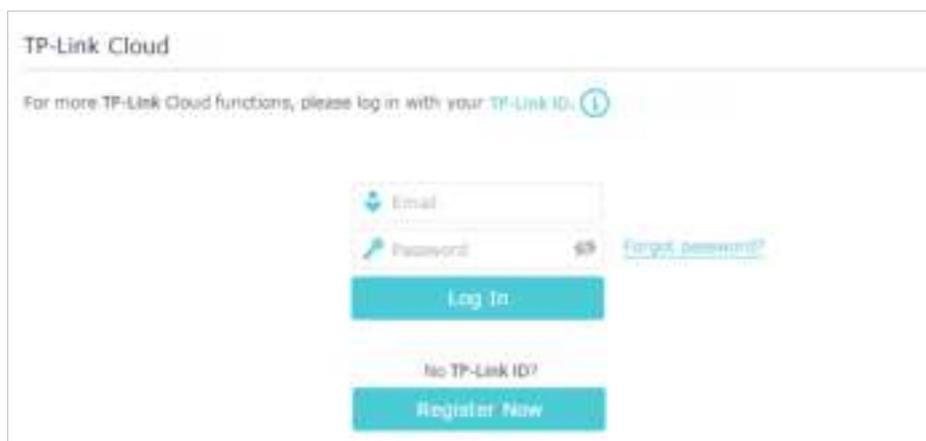 TP-Link Cloud
For more TP-Link Cloud functions, please log in with your TP-Link ID.
Email
Password
Forgot password?
Log In
No TP-Link ID?
Register Now